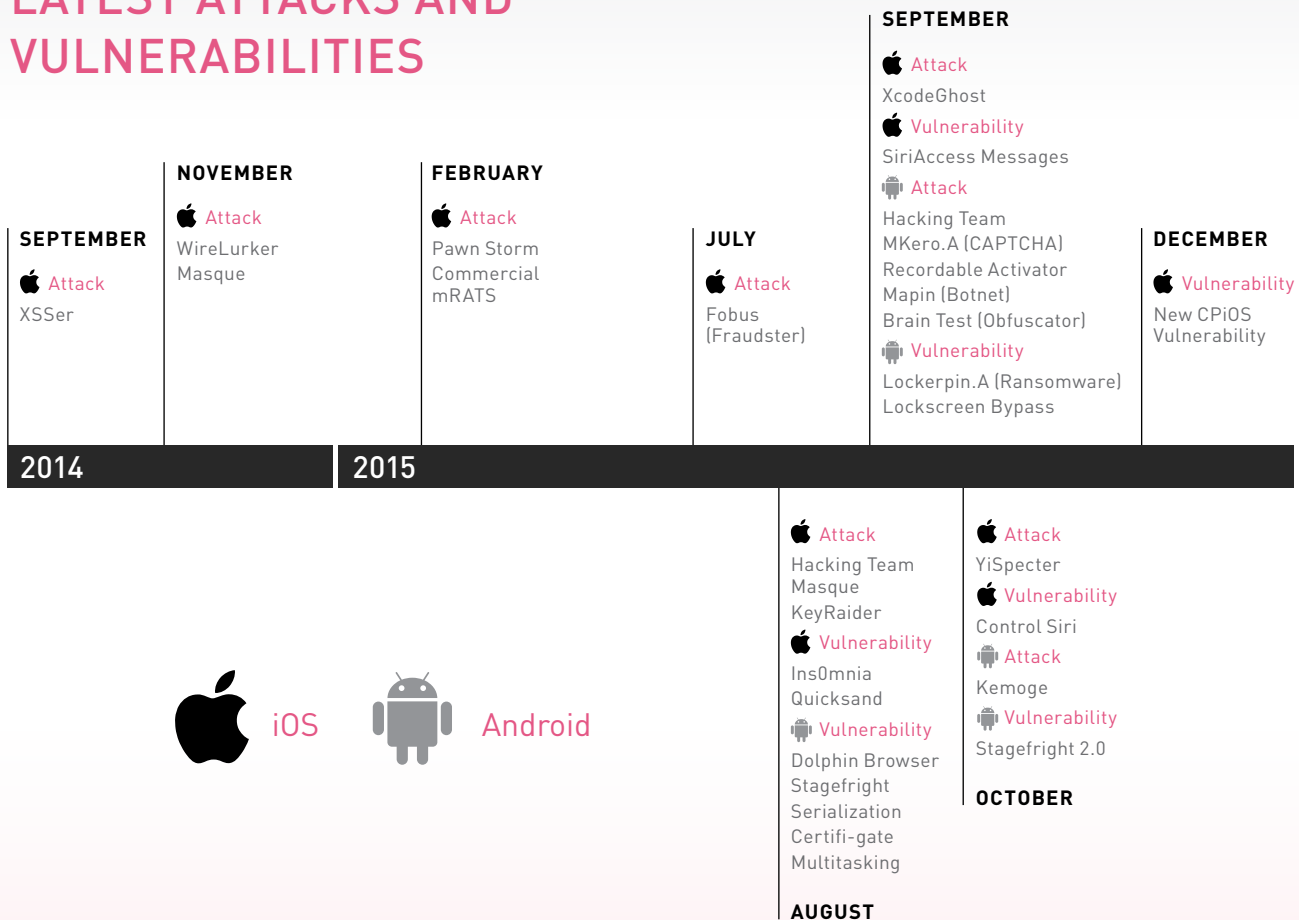 LATEST ATTACKS AND
VULNERABILITIES
SEPTEMBER
Attack
XSSer
NOVEMBER
Attack
WireLurker
Masque
FEBRUARY
Attack
Pawn Storm
Commercial
mRATS
JULY
Attack
Fobus
(Fraudster)
SEPTEMBER
Attack
XcodeGhost
Vulnerability
SiriAccess Messages
Attack
Hacking Team
MKero.A (CAPTCHA)
Recordable Activator
Mapin (Botnet)
Brain Test (Obfuscator)
Vulnerability
Lockerpin.A (Ransomware)
Lockscreen Bypass
DECEMBER
Vulnerability
New CPiOS
Vulnerability
2014
2015
iOS
Android
Attack
Hacking Team
Masque
KeyRaider
Vulnerability
Ins0mnia
Quicksand
Vulnerability
Dolphin Browser
Stagefright
Serialization
Certifi-gate
Multitasking
AUGUST
Attack
YiSpecter
Vulnerability
Control Siri
Attack
Kemoge
Vulnerability
Stagefright 2.0
OCTOBER